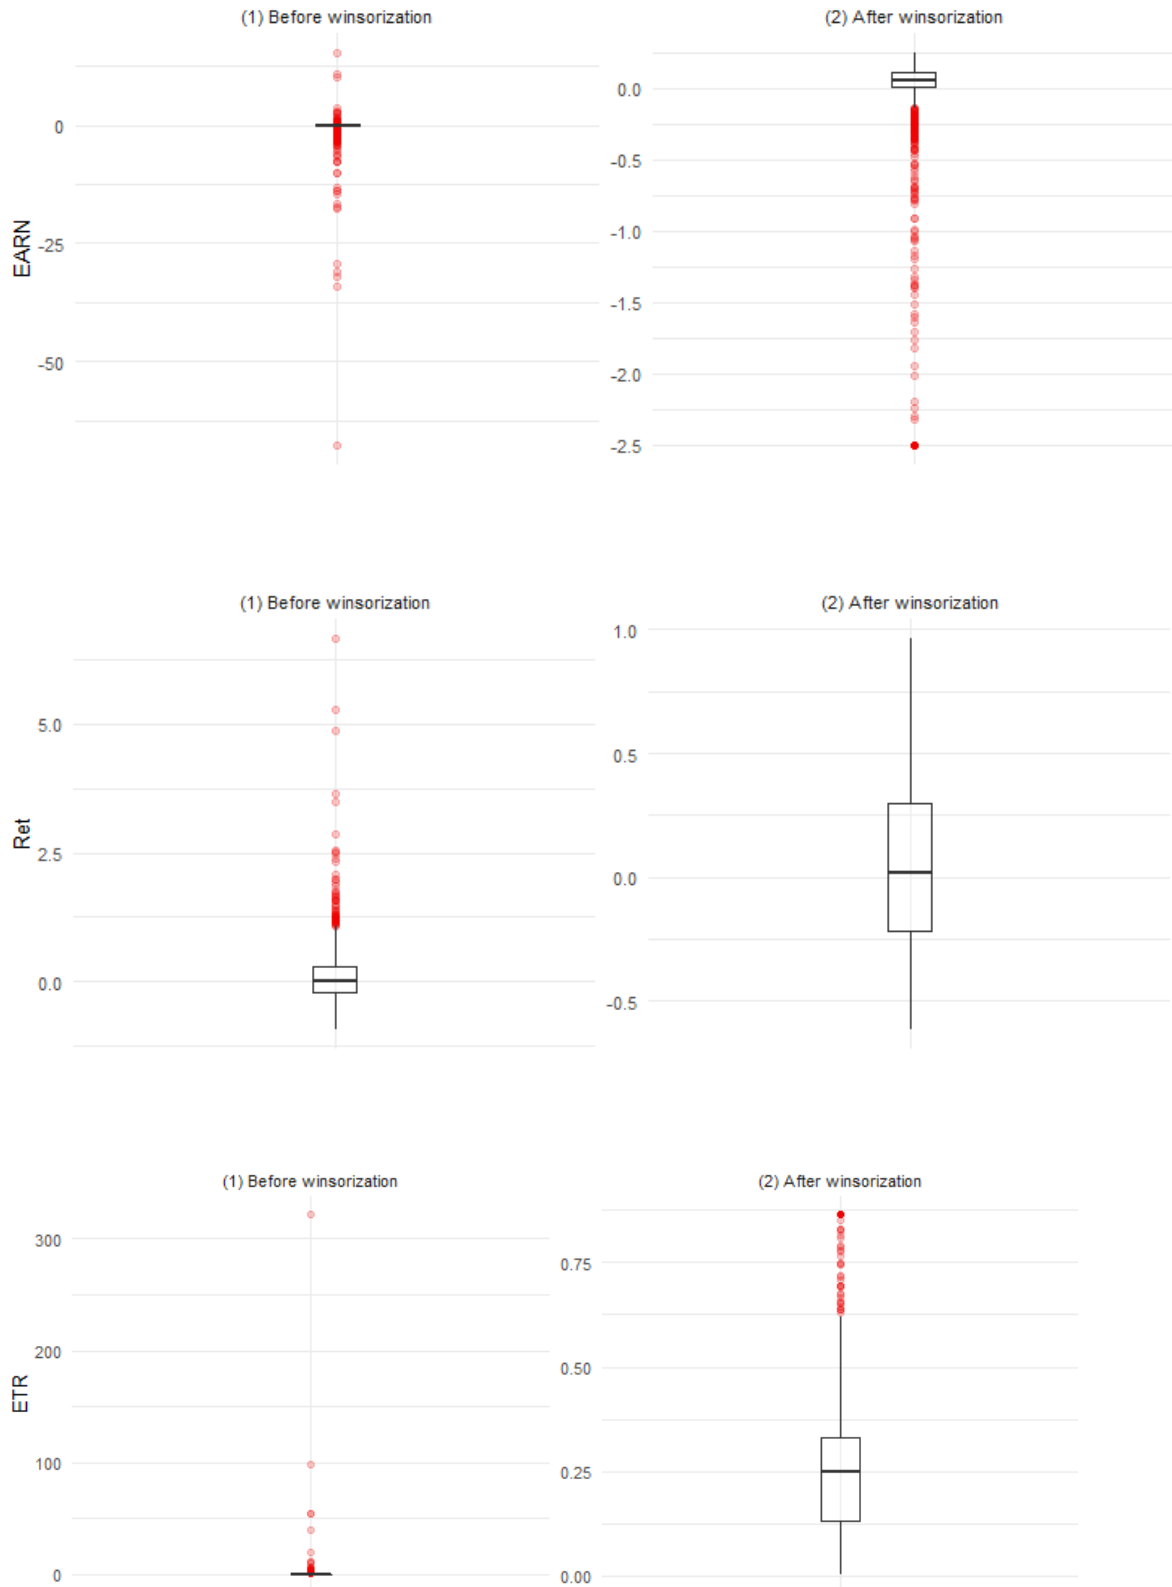 (1) Before winsorization
(2) After winsorization
EARN
0
-25
-50
0.0
-0.5
-1.0
-1.5
-2.0
-2.5
(1) Before winsorization
(2) After winsorization
Ret
5.0
2.5
0.0
1.0
0.5
0.0
-0.5
(1) Before winsorization
(2) After winsorization
ETR
300
200
100
0
0.75
0.50
0.25
0.00